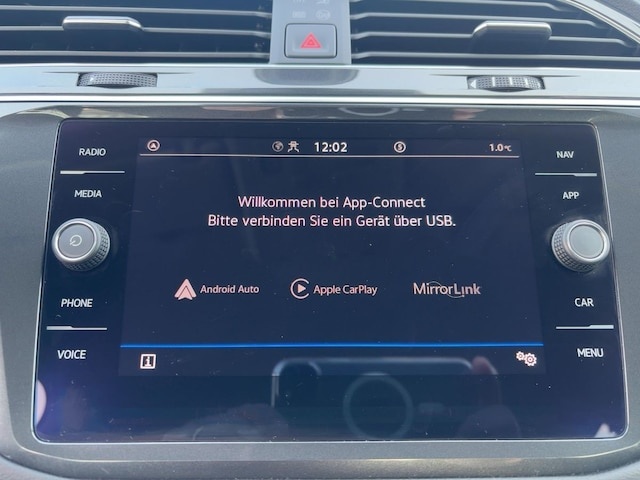 RADIO
MEDIA
PHONE
VOICE
12:02
1.0°C
Willkommen bei App-Connect
Bitte verbinden Sie ein Gerät über USB.
Android Auto
Apple CarPlay
MirrorLink
NAV
APP
CAR
MENU